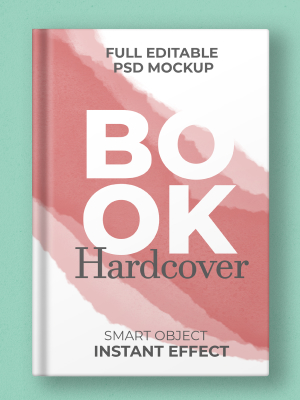 FULL EDITABLE
PSD MOCKUP
BO
OK
Hardcover
SMART OBJECT
INSTANT EFFECT